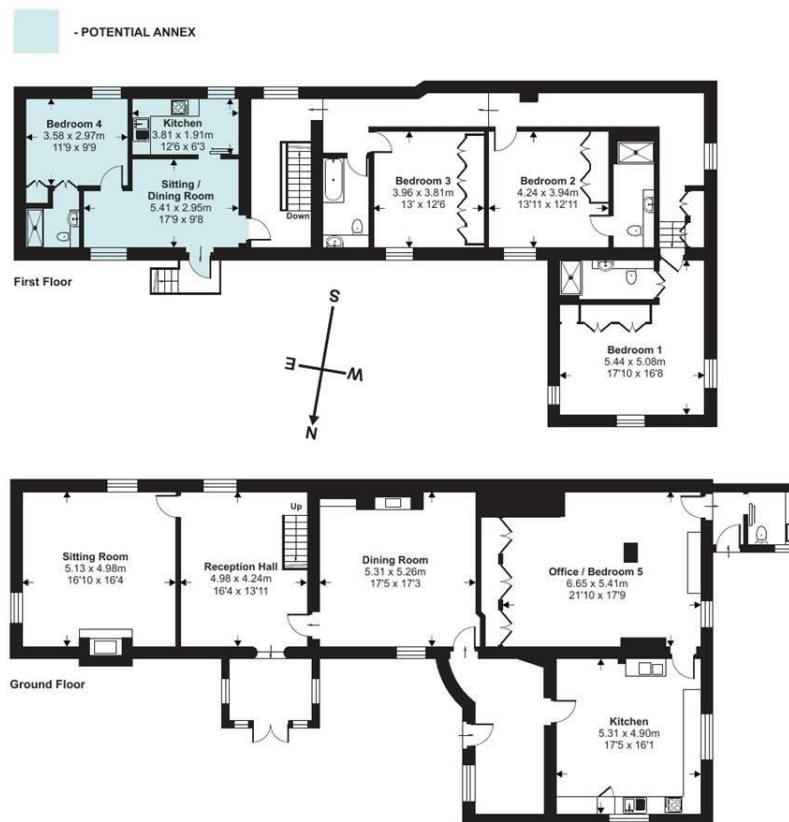 - POTENTIAL ANNEX
Bedroom 4
3.58 x 2.97m
11'9 x 9'9
Kitchen
3.81 x 1.91m
12'6 x 6'3
Sitting /
Dining Room
5.41 x 2.95m
17'9 x 9'8
Down
Bedroom 3
3.96 x 3.81m
13' x 12'6
Bedroom 2
4.24 x 3.94m
13'11 x 12'11
First Floor
Bedroom 1
5.44 x 5.08m
17'10 x 16'8
S
E
W
N
Sitting Room
5.13 x 4.98m
16'10 x 16'4
Up
Reception Hall
4.98 x 4.24m
16'4 x 13'11
Dining Room
5.31 x 5.26m
17'5 x 17'3
Office / Bedroom 5
6.65 x 5.41m
21'10 x 17'9
Ground Floor
Kitchen
5.31 x 4.90m
17'5 x 16'1